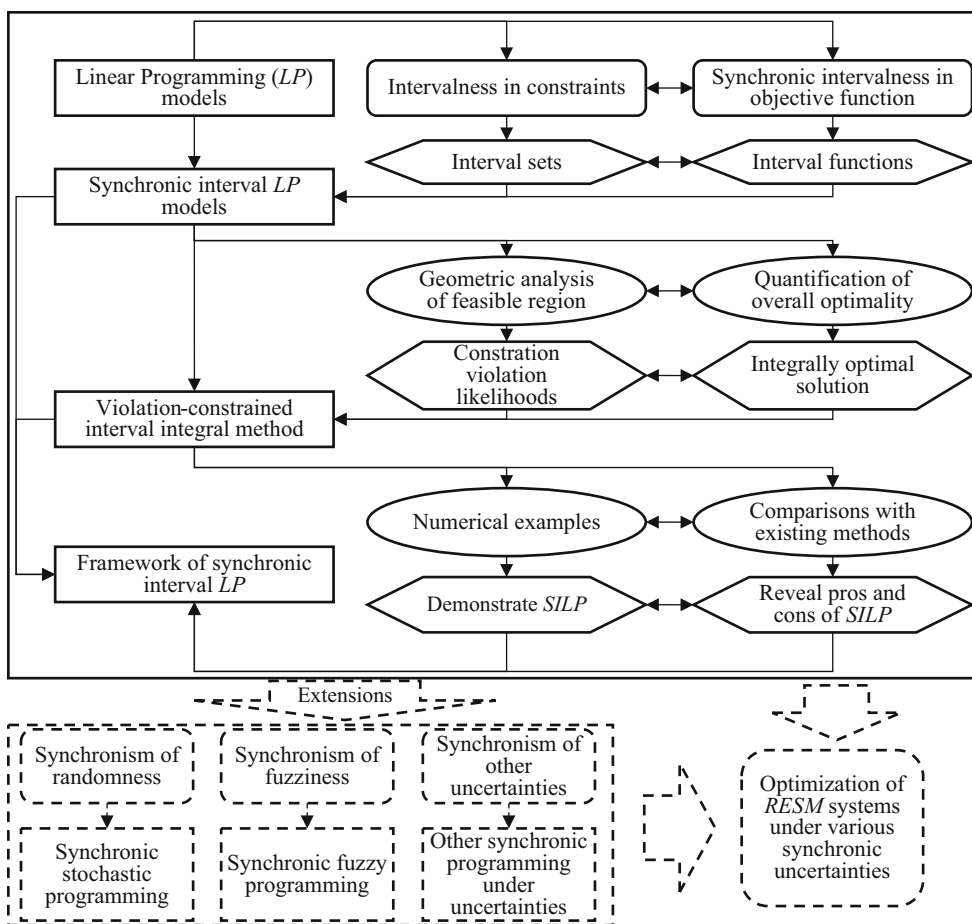 Linear Programming (LP)
models
Intervalness in constraints
Synchronic intervalness in
objective function
Interval sets
Interval functions
Synchronic interval LP
models
Geometric analysis
of feasible region
Quantification of
overall optimality
Constration
violation
likelihoods
Integrally optimal
solution
Violation-constrained
interval integral method
Numerical examples
Comparisons with
existing methods
Framework of synchronic
interval LP
Demonstrate SILP
Reveal pros and
cons of SILP
Extensions
Synchronism of
randomness
Synchronism of
fuzziness
Synchronism of
other
uncertainties
Synchronic
stochastic
programming
Synchronic fuzzy
programming
Other synchronic
programming
under
uncertainties
Optimization of
RESM systems
under various
synchronic
uncertainties